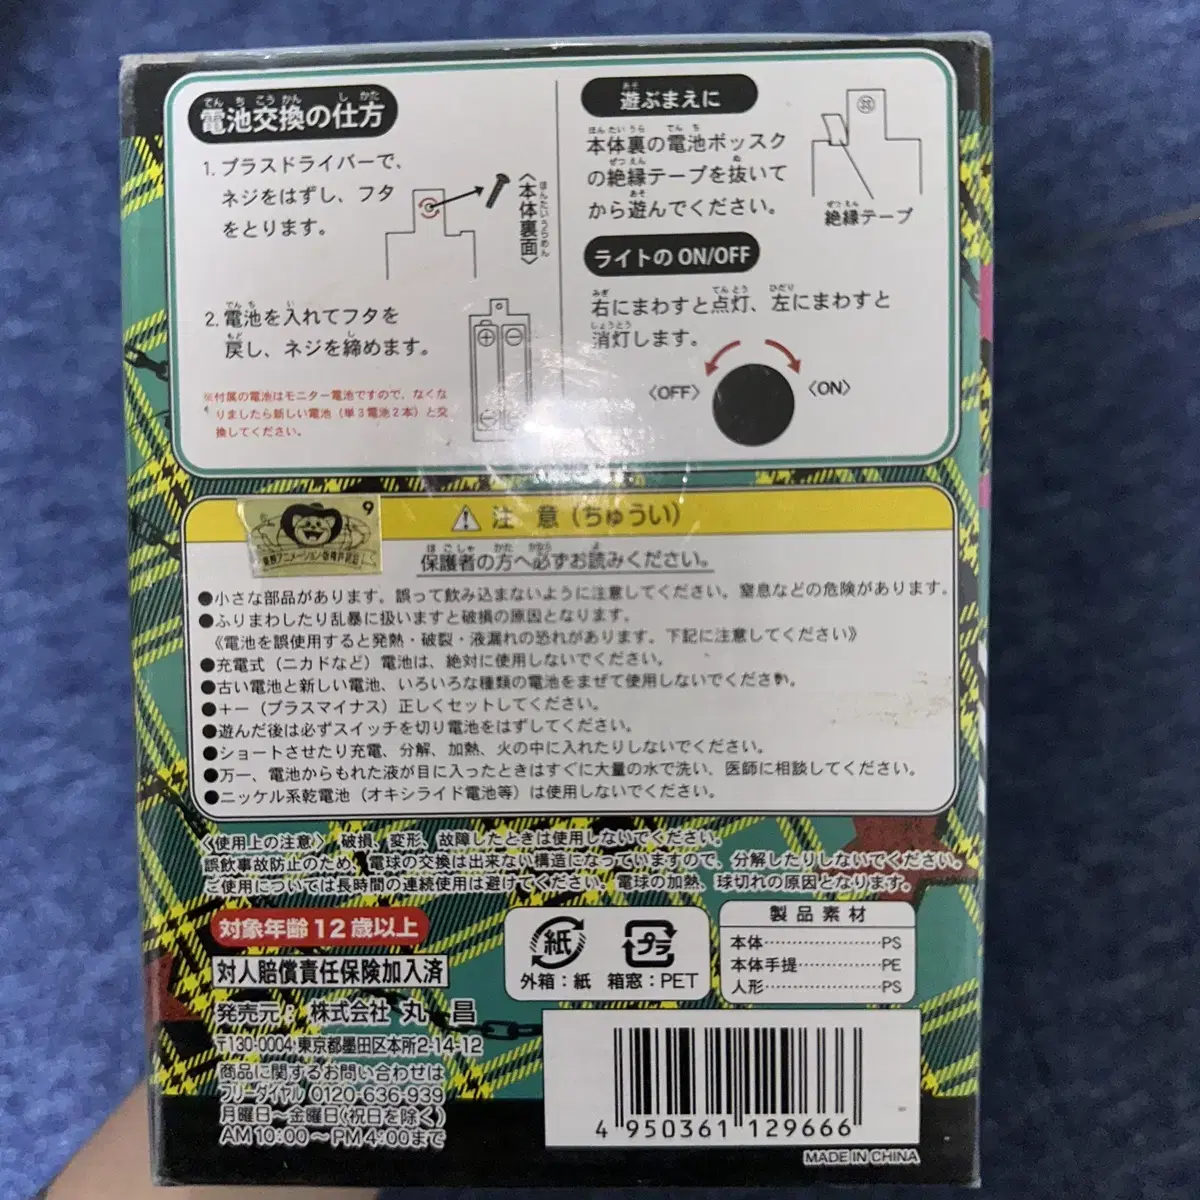 電池交換の仕方
1. プラスドライバーで、
ネジをはずし、フタ
をとります。
〈本体裏面〉
2. 電池を入れてフタを
戻し、ネジを締めます。
※付属の電池はモニター電池ですので、なくな
りましたら新しい電池（単3電池2本）と交
換してください。
遊ぶまえに
本体裏の電池ボッスク
の絶縁テープを抜いて
から遊んでください。
絶縁テープ
ライトのON/OFF
右にまわすと点灯、左にまわすと
消灯します。
〈OFF〉 〈ON〉
9
東映アニメーション版権許諾証
注 意（ちゅうい）
保護者の方へ必ずお読みください。
●小さな部品があります。誤って飲み込まないように注意してください。窒息などの危険があります。
●ふりまわしたり乱暴に扱いますと破損の原因となります。
《電池を誤使用すると発熱・破裂・液漏れの恐れがあります。下記に注意してください》
●充電式（ニカドなど）電池は、絶対に使用しないでください。
●古い電池と新しい電池、いろいろな種類の電池をまぜて使用しないでください。
●＋－（プラスマイナス）正しくセットしてください。
●遊んだ後は必ずスイッチを切り電池をはずしてください。
●ショートさせたり充電、分解、加熱、火の中に入れたりしないでください。
●万一、電池からもれた液が目に入ったときはすぐに大量の水で洗い、医師に相談してください。
●ニッケル系乾電池（オキシライド電池等）は使用しないでください。
〈使用上の注意〉 破損、変形、故障したときは使用しないでください。
誤飲事故防止のため、電球の交換は出来ない構造になっていますので、分解したりしないでください。
ご使用については長時間の連続使用は避けてください。電球の加熱、球切れの原因となります。
対象年齢12歳以上
対人賠償責任保険加入済
発売元：株式会社 丸 昌
〒130-0004 東京都墨田区本所2-14-12
商品に関するお問い合わせは
フリーダイヤル 0120-636-939
月曜日～金曜日(祝日を除く)
AM 10:00～PM 4:00まで
紙
外箱：紙
プラ
箱窓：PET
製品素材
本体…………………PS
本体手提……………PE
人形…………………PS
4 950361 129666
MADE IN CHINA